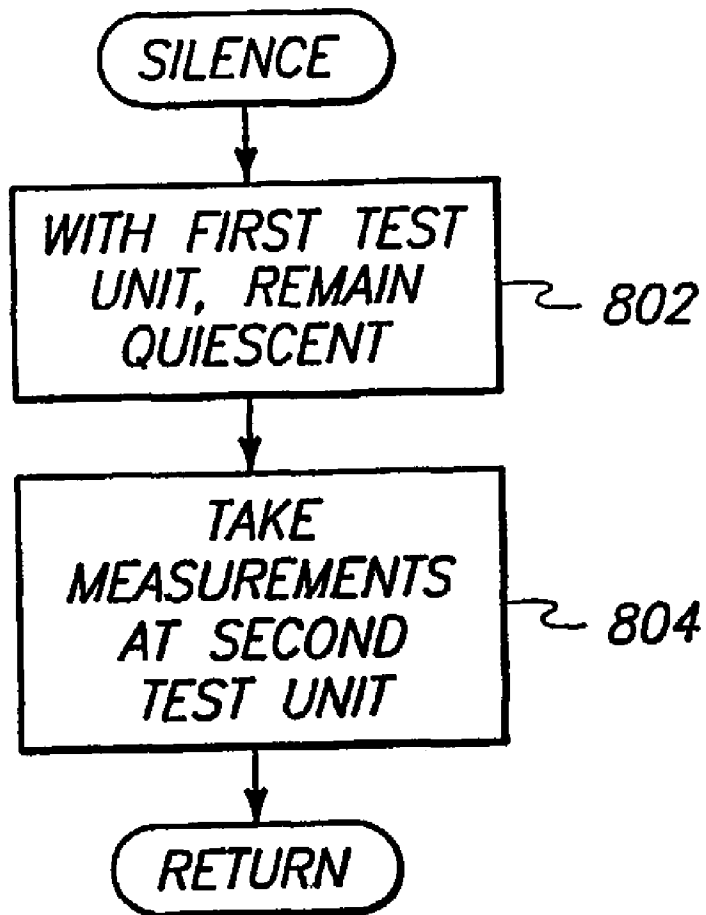 SILENCE
WITH FIRST TEST
UNIT, REMAIN
QUIESCENT
802
TAKE
MEASUREMENTS
AT SECOND
TEST UNIT
804
RETURN